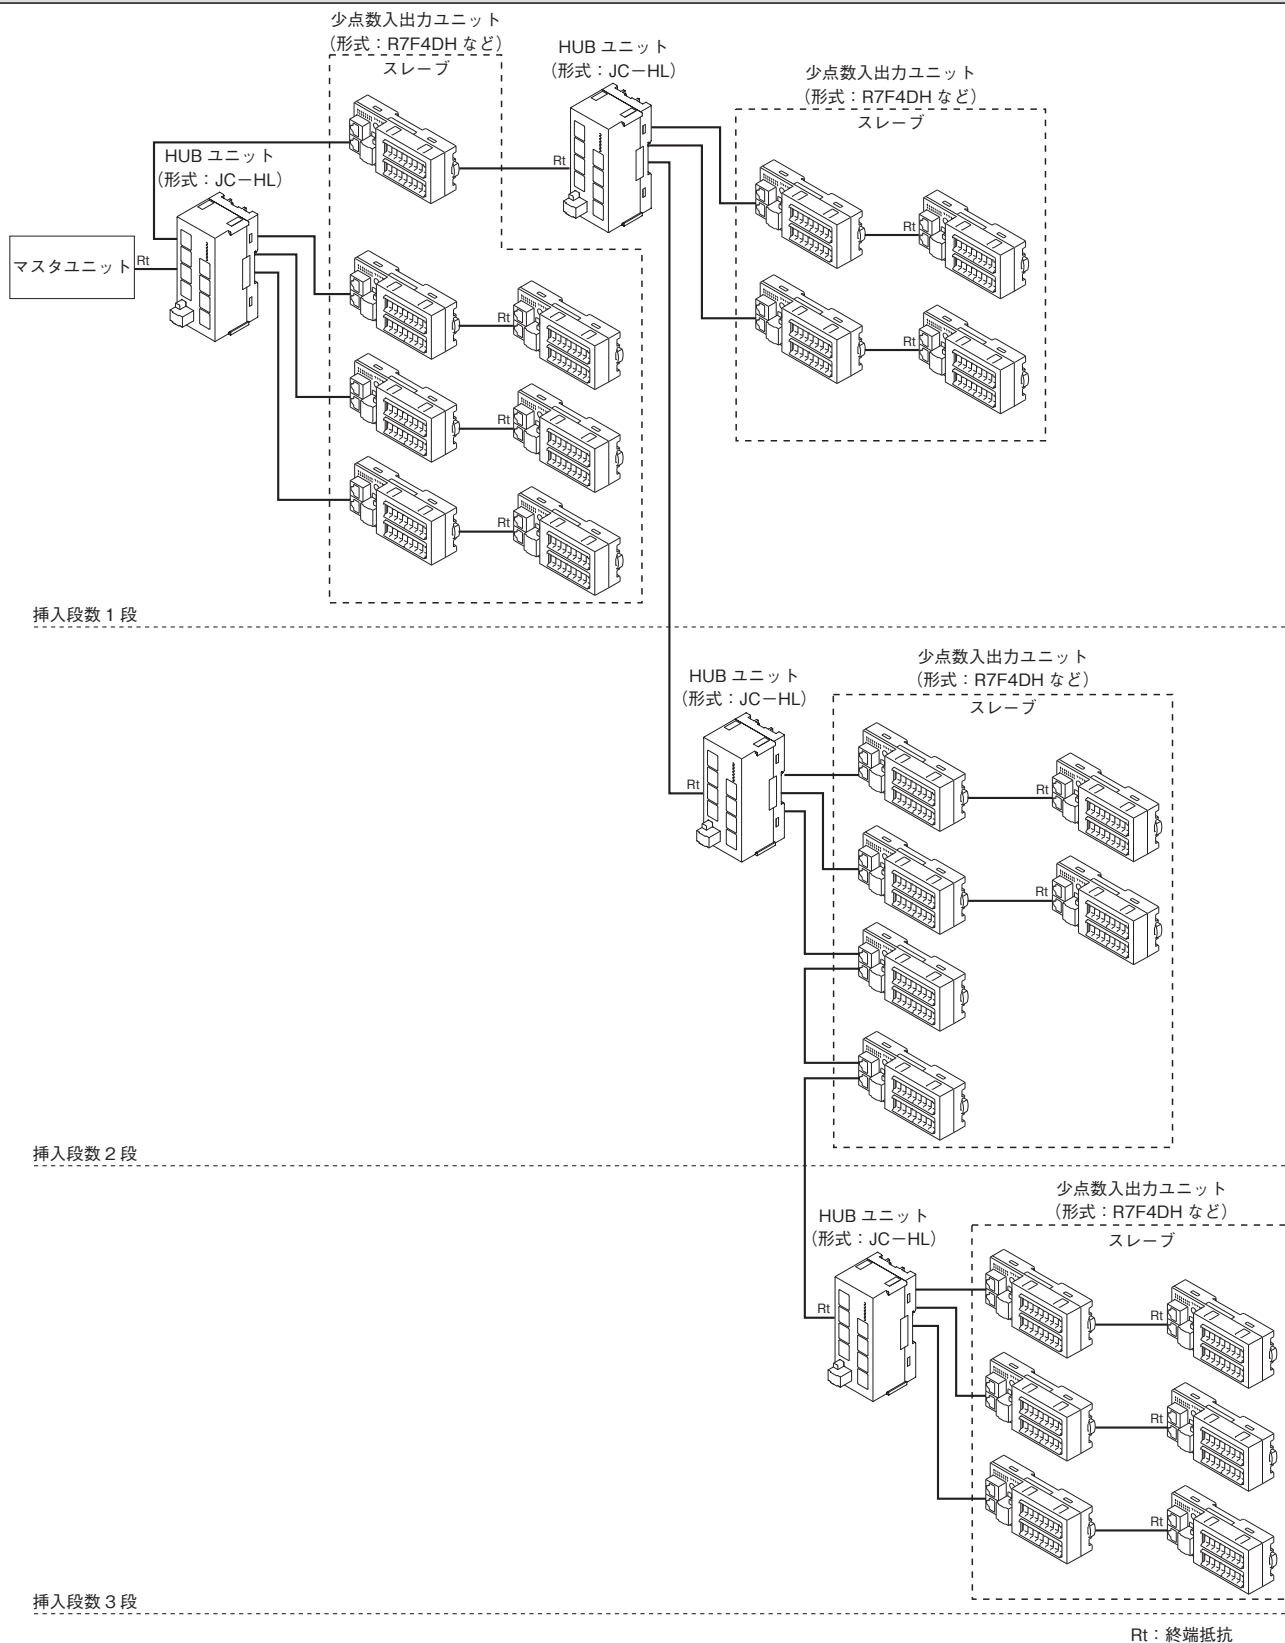 少点数入出力ユニット
(形式：R7F4DH など)
スレーブ
HUB ユニット
(形式：JC－HL)
少点数入出力ユニット
(形式：R7F4DH など)
スレーブ
HUB ユニット
(形式：JC－HL)
Rt
マスタユニット
Rt
Rt
Rt
Rt
Rt
Rt
挿入段数 1 段
HUB ユニット
(形式：JC－HL)
少点数入出力ユニット
(形式：R7F4DH など)
スレーブ
Rt
Rt
Rt
挿入段数 2 段
HUB ユニット
(形式：JC－HL)
少点数入出力ユニット
(形式：R7F4DH など)
スレーブ
Rt
Rt
Rt
Rt
挿入段数 3 段
Rt：終端抵抗